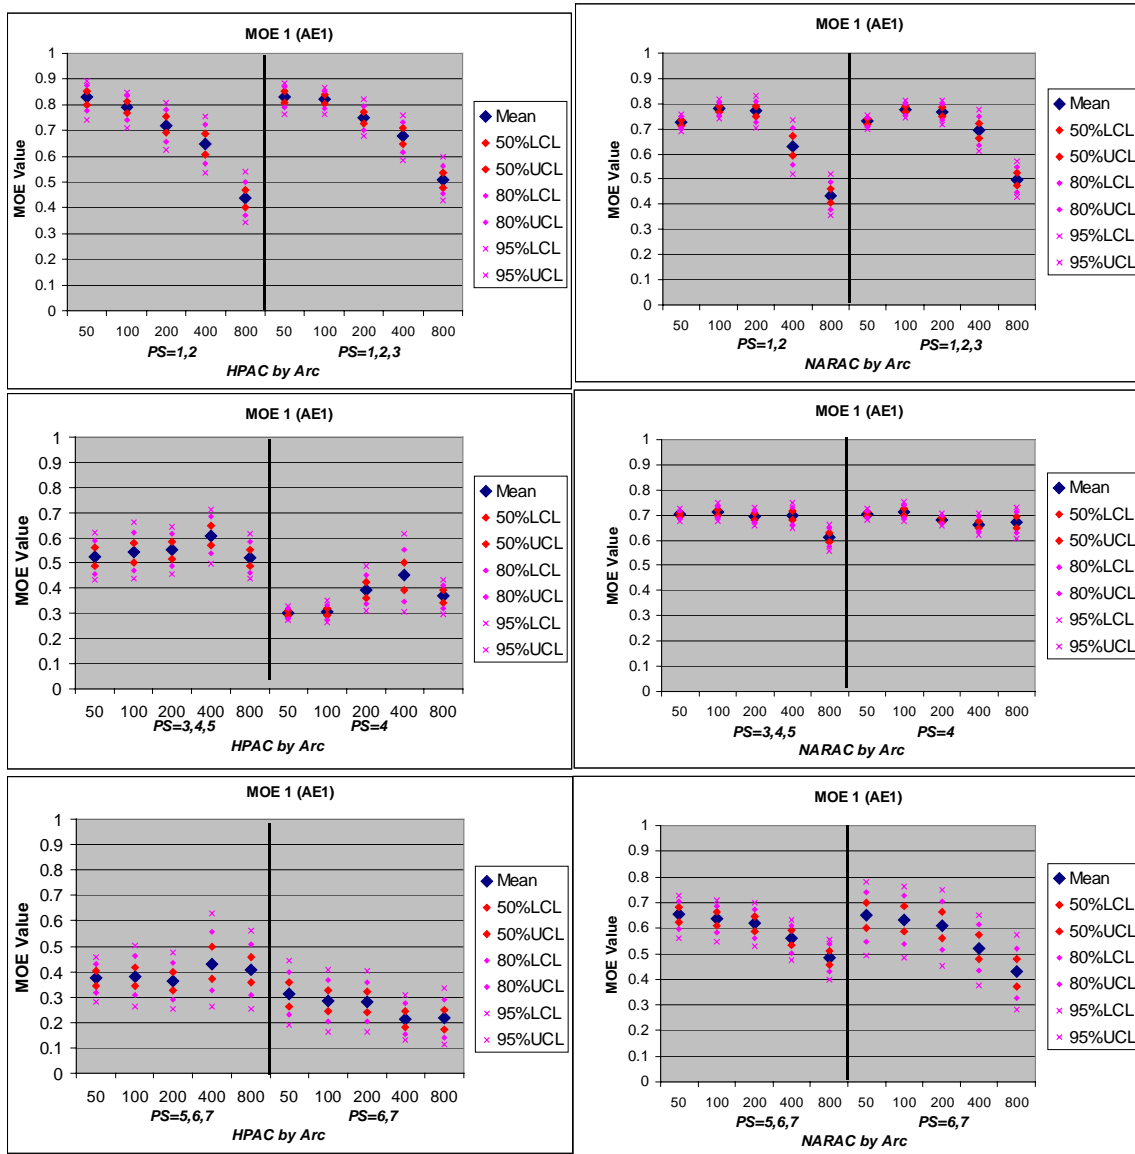 MOE 1 (AE1)
1
0.9
0.8
0.7
0.6
0.5
0.4
0.3
0.2
0.1
0
MOE Value
50 100 200 400 800 50 100 200 400 800
PS=1,2 PS=1,2,3
HPAC by Arc
Mean
50%LCL
50%UCL
80%LCL
80%UCL
95%LCL
95%UCL
MOE 1 (AE1)
1
0.9
0.8
0.7
0.6
0.5
0.4
0.3
0.2
0.1
0
MOE Value
50 100 200 400 800 50 100 200 400 800
PS=1,2 PS=1,2,3
NARAC by Arc
Mean
50%LCL
50%UCL
80%LCL
80%UCL
95%LCL
95%UCL
MOE 1 (AE1)
1
0.9
0.8
0.7
0.6
0.5
0.4
0.3
0.2
0.1
0
MOE Value
50 100 200 400 800 50 100 200 400 800
PS=3,4,5 PS=4
HPAC by Arc
Mean
50%LCL
50%UCL
80%LCL
80%UCL
95%LCL
95%UCL
MOE 1 (AE1)
1
0.9
0.8
0.7
0.6
0.5
0.4
0.3
0.2
0.1
0
MOE Value
50 100 200 400 800 50 100 200 400 800
PS=3,4,5 PS=4
NARAC by Arc
Mean
50%LCL
50%UCL
80%LCL
80%UCL
95%LCL
95%UCL
MOE 1 (AE1)
1
0.9
0.8
0.7
0.6
0.5
0.4
0.3
0.2
0.1
0
MOE Value
50 100 200 400 800 50 100 200 400 800
PS=5,6,7 PS=6,7
HPAC by Arc
Mean
50%LCL
50%UCL
80%LCL
80%UCL
95%LCL
95%UCL
MOE 1 (AE1)
1
0.9
0.8
0.7
0.6
0.5
0.4
0.3
0.2
0.1
0
MOE Value
50 100 200 400 800 50 100 200 400 800
PS=5,6,7 PS=6,7
NARAC by Arc
Mean
50%LCL
50%UCL
80%LCL
80%UCL
95%LCL
95%UCL